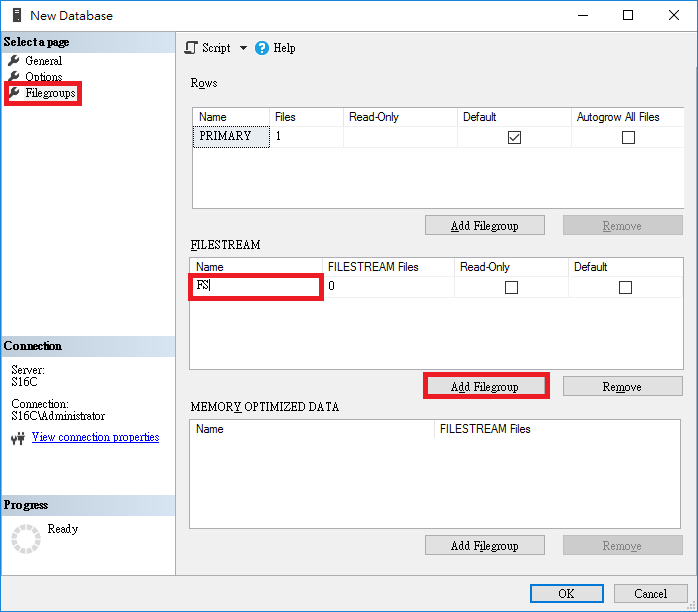 New Database
Select a page
General
Options
Filegroups
Script
Help
Rows
Name Files Read-Only Default Autogrow All Files
PRIMARY 1
Add Filegroup Remove
FILESTREAM
Name FILESTREAM Files Read-Only Default
FS 0
Add Filegroup Remove
MEMORY OPTIMIZED DATA
Name FILESTREAM Files
Add Filegroup Remove
Connection
Server:
S16C
Connection:
S16C\Administrator
View connection properties
Progress
Ready
OK Cancel